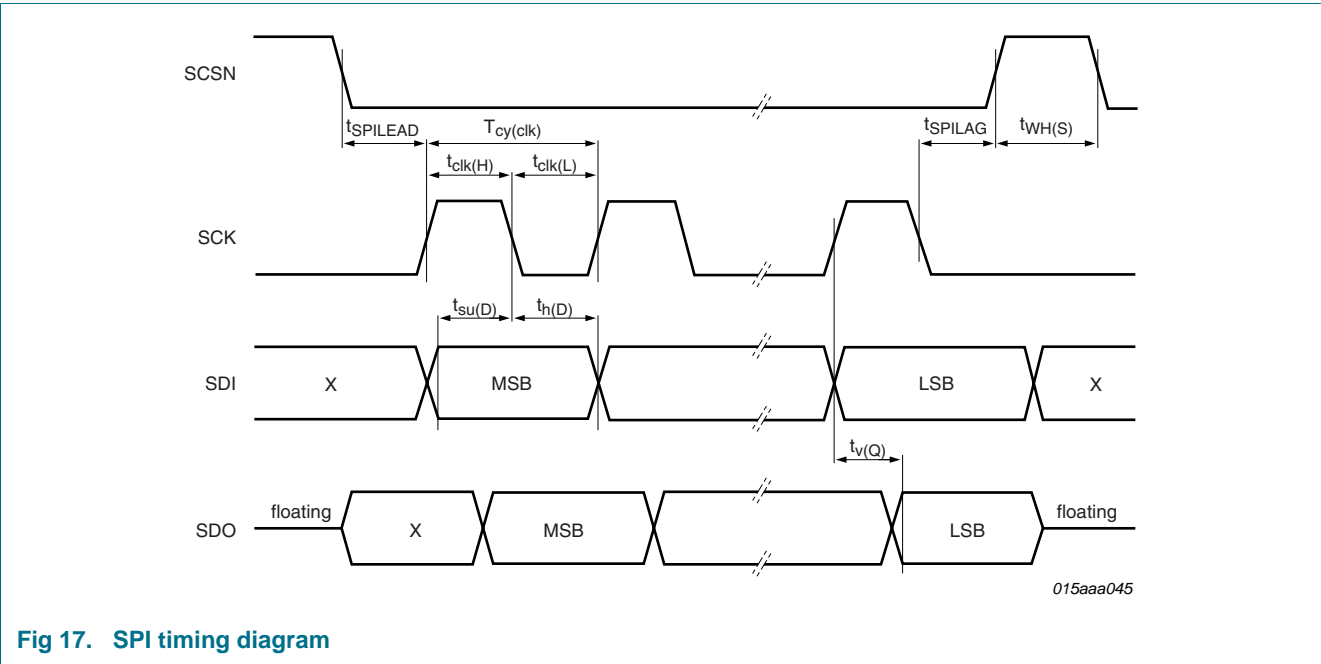 SCSN
tSPILEAD
Tcy(clk)
tSPILAG
tWH(S)
tclk(H)
tclk(L)
SCK
tsu(D)
th(D)
SDI
X
MSB
LSB
X
tv(Q)
SDO
floating
X
MSB
LSB
floating
015aaa045
Fig 17. SPI timing diagram